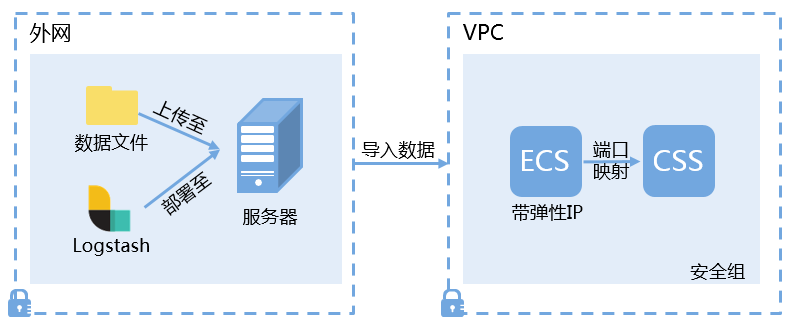 外网
数据文件
上传至
Logstash
部署至
服务器
导入数据
VPC
ECS
带弹性IP
端口
映射
CSS
安全组